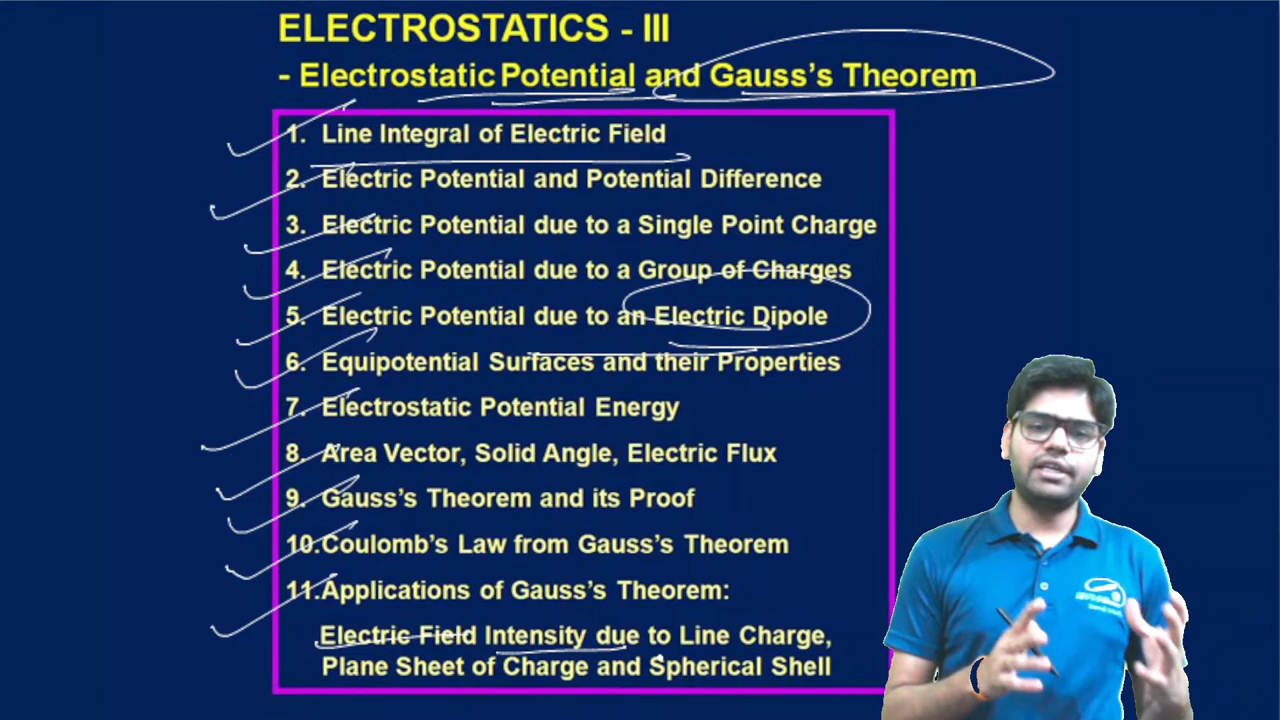 ELECTROSTATICS - III
- Electrostatic Potential and Gauss's Theorem
1. Line Integral of Electric Field
2. Electric Potential and Potential Difference
3. Electric Potential due to a Single Point Charge
4. Electric Potential due to a Group of Charges
5. Electric Potential due to an Electric Dipole
6. Equipotential Surfaces and their Properties
7. Electrostatic Potential Energy
8. Area Vector, Solid Angle, Electric Flux
9. Gauss's Theorem and its Proof
10.Coulomb's Law from Gauss's Theorem
11.Applications of Gauss's Theorem:
Electric Field Intensity due to Line Charge,
Plane Sheet of Charge and Spherical Shell